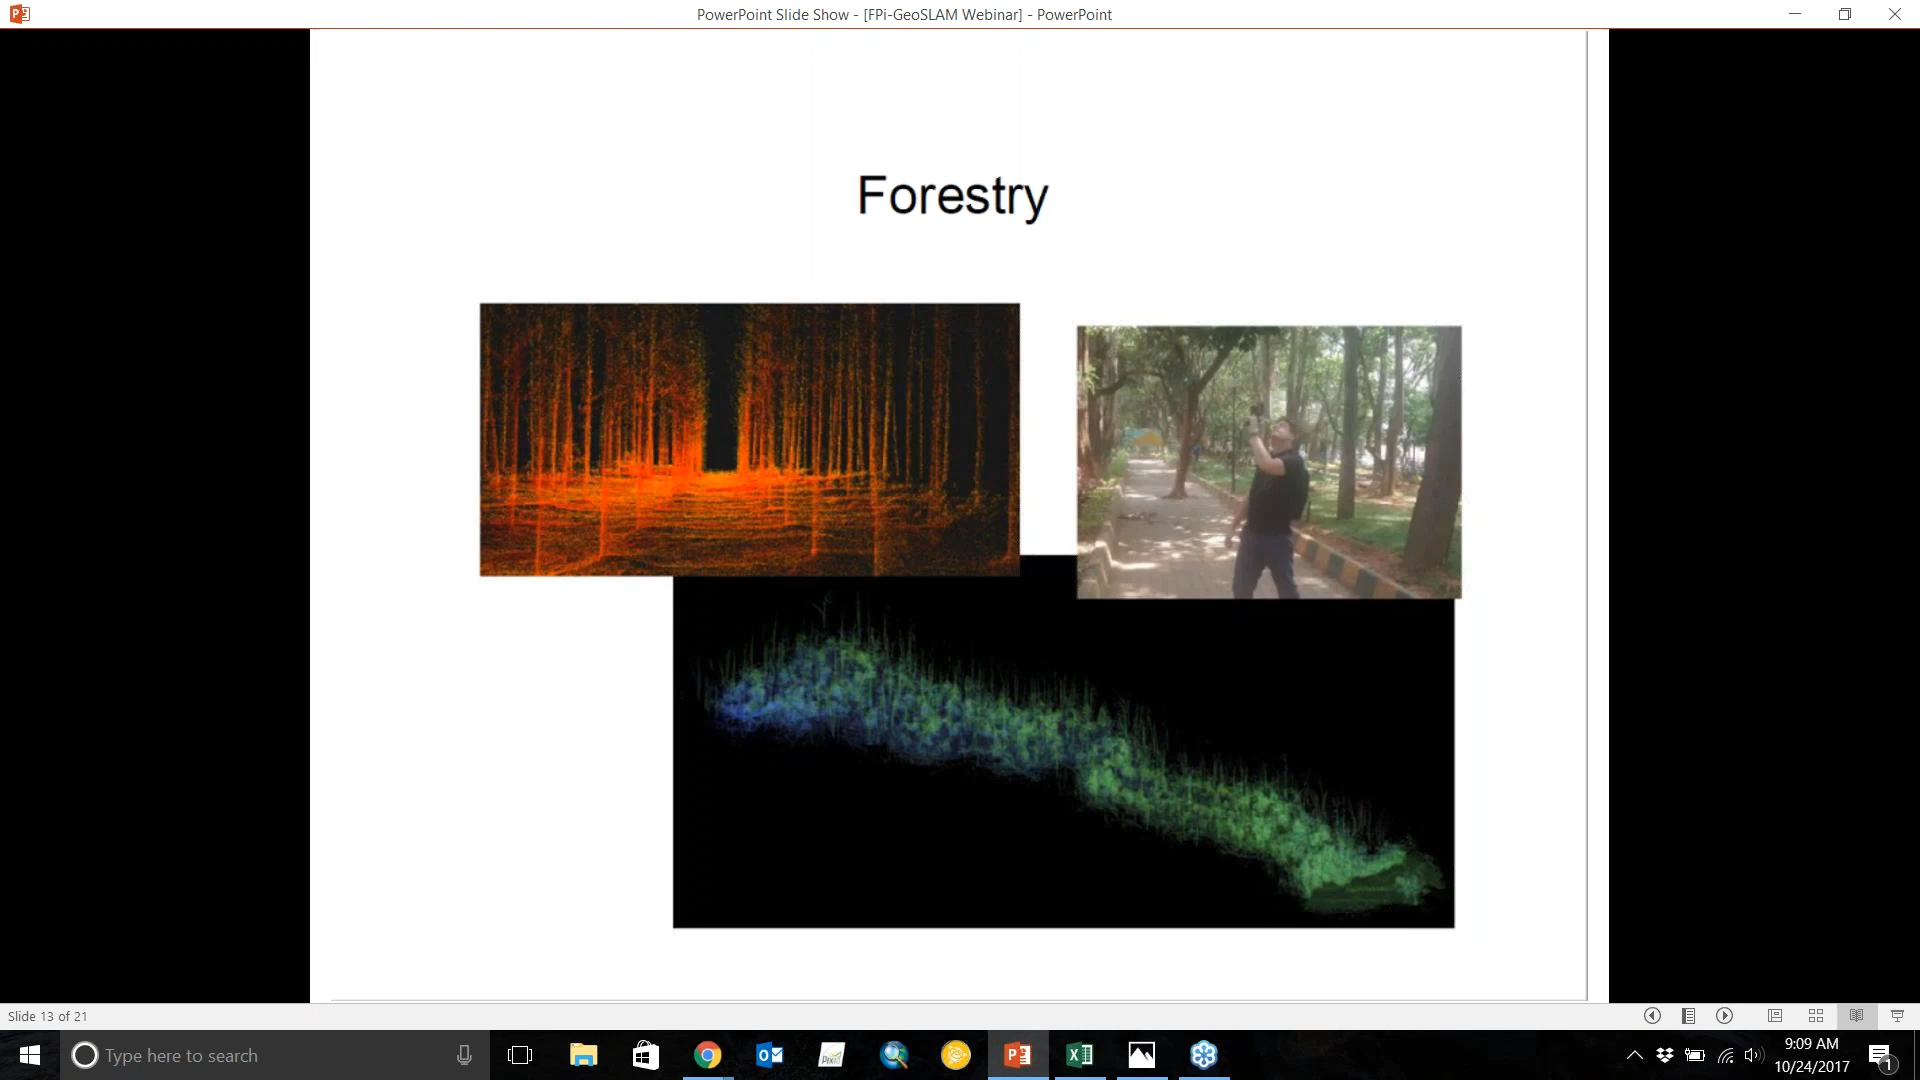 PowerPoint Slide Show - [FPi-GeoSLAM Webinar] - PowerPoint
Forestry
Slide 13 of 21
Type here to search
9:09 AM
10/24/2017
1